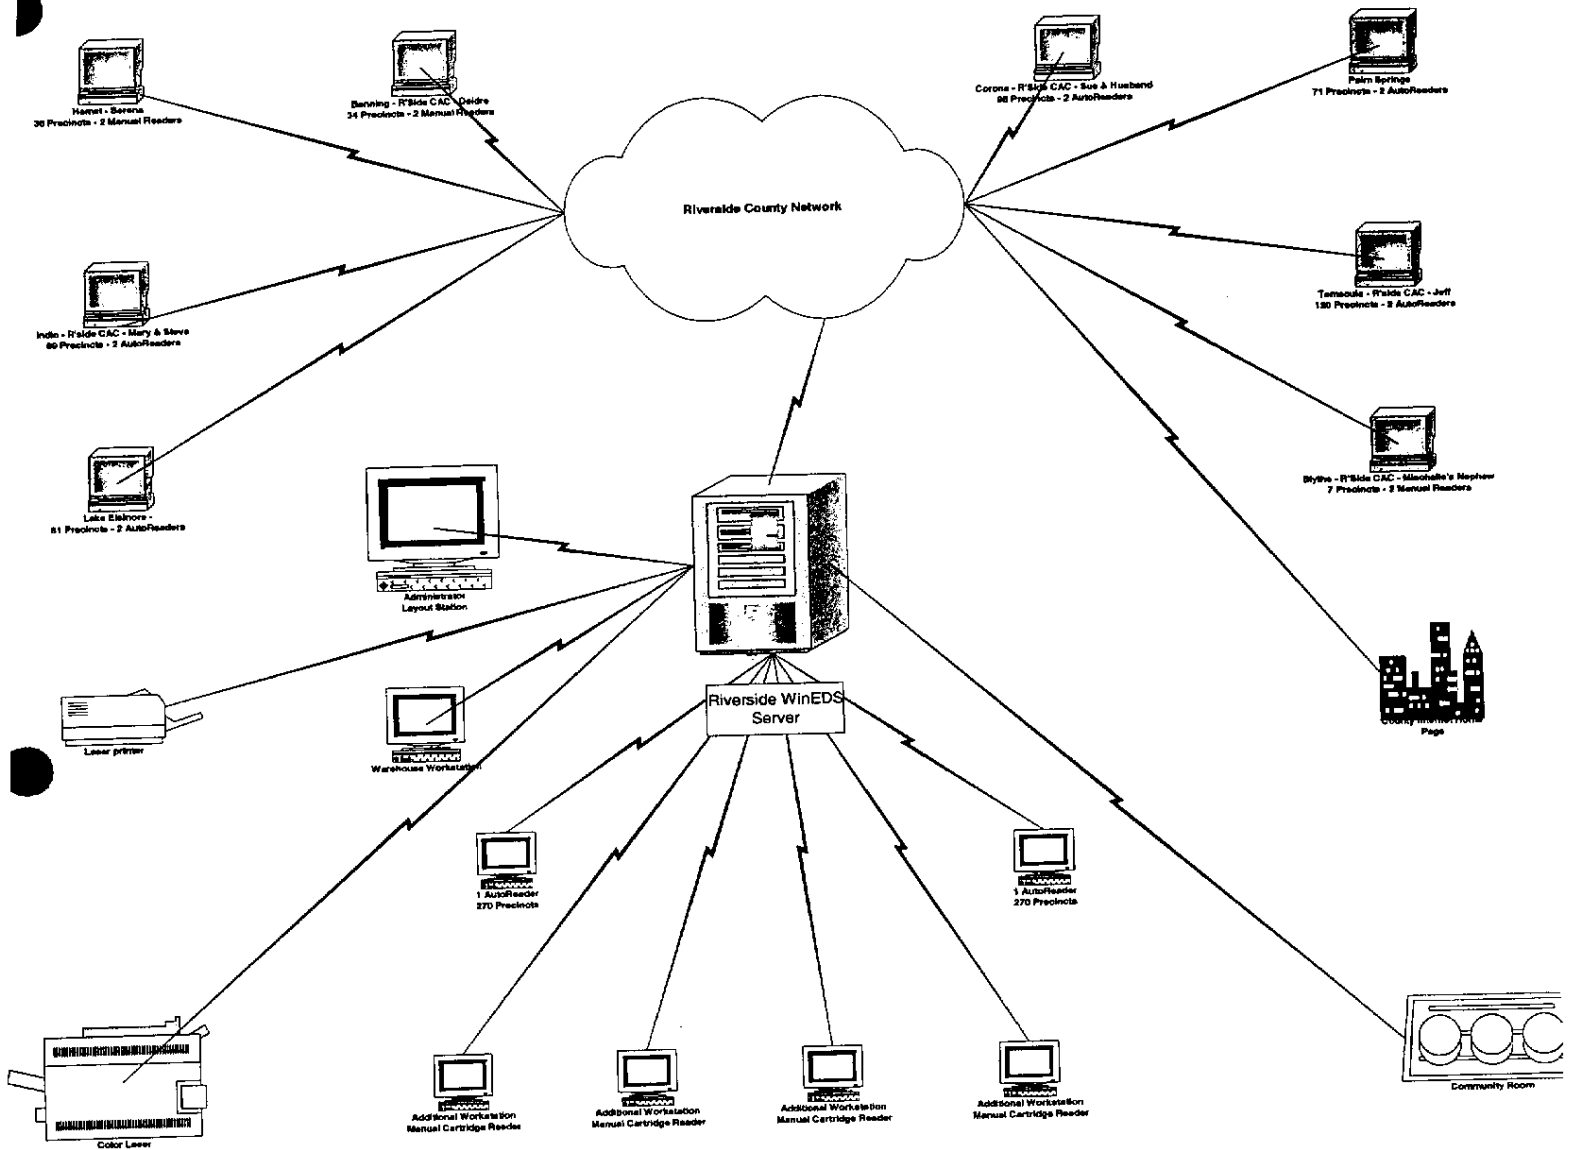 Hemet - Serena
36 Precincts - 2 Manual Readers
Banning - R'Side CAC - Deidre
34 Precincts - 2 Manual Readers
Corona - R'Side CAC - Sue & Husband
98 Precincts - 2 AutoReaders
Palm Springs
71 Precincts - 2 AutoReaders
Riverside County Network
Indio - R'side CAC - Mary & Steve
Precincts - 2 AutoReaders
Temecula - R'side CAC - Jeff
Precincts - 2 AutoReaders
Lake Elsinore -
Precincts - 2 AutoReaders
Blythe - R'Side CAC - Nephew
7 Precincts - 2 Manual Readers
Administrator
Layout Station
Laser printer
Warehouse Workstation
Riverside WinEDS
Server
County Internet Home
Page
1 AutoReader
270 Precincts
1 AutoReader
270 Precincts
Color Laser
Additional Workstation
Manual Cartridge Reader
Additional Workstation
Manual Cartridge Reader
Additional Workstation
Manual Cartridge Reader
Additional Workstation
Manual Cartridge Reader
Community Room